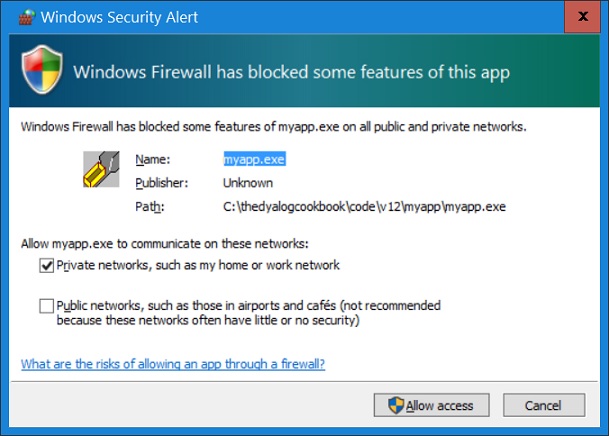 Windows Security Alert
x
Windows Firewall has blocked some features of this app
Windows Firewall has blocked some features of myapp.exe on all public and private networks.
Name: myapp.exe
Publisher: Unknown
Path: C:\thedyalogcookbook\code\v12\myapp\myapp.exe
Allow myapp.exe to communicate on these networks:
Private networks, such as my home or work network
Public networks, such as those in airports and cafés (not recommended
because these networks often have little or no security)
What are the risks of allowing an app through a firewall?
Allow access Cancel